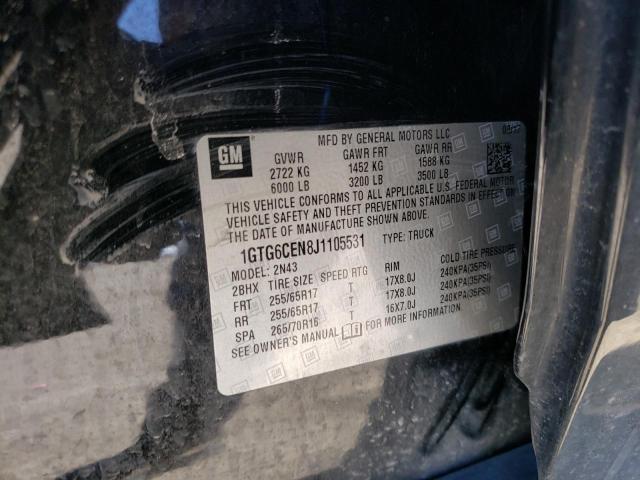 GM
MFD BY GENERAL MOTORS LLC
GVWR GAWR FRT GAWR RR
2722 KG 1452 KG 1588 KG
6000 LB 3200 LB 3500 LB
THIS VEHICLE CONFORMS TO ALL APPLICABLE U.S. FEDERAL MOTOR
VEHICLE SAFETY AND THEFT PREVENTION STANDARDS IN EFFECT ON
THE DATE OF MANUFACTURE SHOWN ABOVE.
1GTG6CEN8J1105531 TYPE: TRUCK
MODEL: 2N43
2BHX TIRE SIZE SPEED RTG RIM COLD TIRE PRESSURE
FRT 255/65R17 T 17X8.0J 240KPA(35PSI)
RR 255/65R17 T 17X8.0J 240KPA(35PSI)
SPA 265/70R16 T 16X7.0J 240KPA(35PSI)
SEE OWNER'S MANUAL FOR MORE INFORMATION.